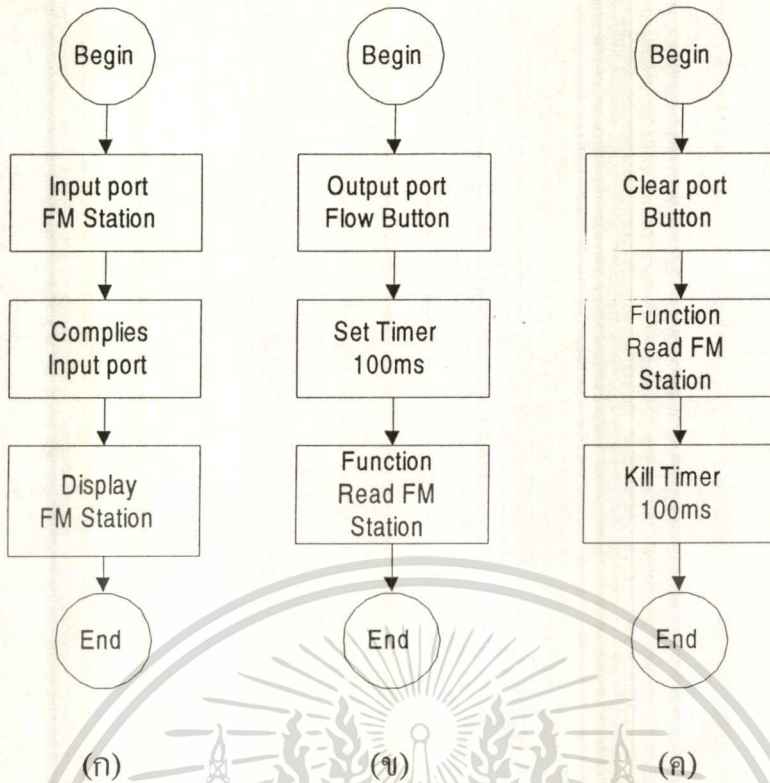 Begin
Input port
FM Station
Complies
Input port
Display
FM Station
End
(ก)
Begin
Output port
Flow Button
Set Timer
100ms
Function
Read FM
Station
End
(ข)
Begin
Clear port
Button
Function
Read FM
Station
Kill Timer
100ms
End
(ค)